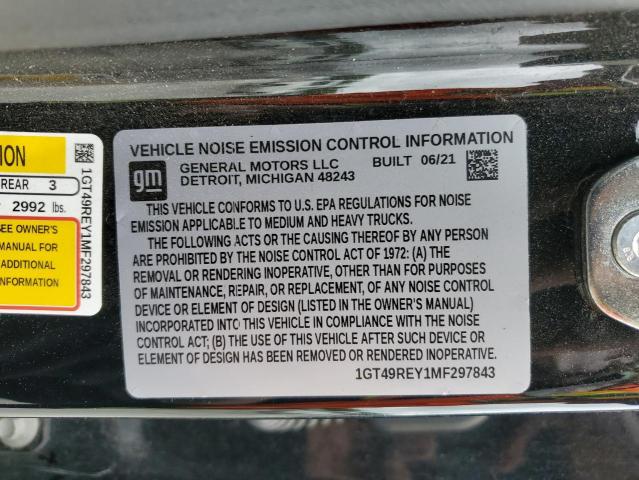 VEHICLE NOISE EMISSION CONTROL INFORMATION
gm
GENERAL MOTORS LLC BUILT 06/21
DETROIT, MICHIGAN 48243
THIS VEHICLE CONFORMS TO U.S. EPA REGULATIONS FOR NOISE
EMISSION APPLICABLE TO MEDIUM AND HEAVY TRUCKS.
THE FOLLOWING ACTS OR THE CAUSING THEREOF BY ANY PERSON
ARE PROHIBITED BY THE NOISE CONTROL ACT OF 1972: (A) THE
REMOVAL OR RENDERING INOPERATIVE, OTHER THAN FOR PURPOSES
OF MAINTENANCE, REPAIR, OR REPLACEMENT, OF ANY NOISE CONTROL
DEVICE OR ELEMENT OF DESIGN (LISTED IN THE OWNER'S MANUAL)
INCORPORATED INTO THIS VEHICLE IN COMPLIANCE WITH THE NOISE
CONTROL ACT; (B) THE USE OF THIS VEHICLE AFTER SUCH DEVICE OR
ELEMENT OF DESIGN HAS BEEN REMOVED OR RENDERED INOPERATIVE.
1GT49REY1MF297843
ION
REAR 3
2992 lbs.
SEE OWNER'S
MANUAL FOR
ADDITIONAL
INFORMATION
1GT49REY1MF297843